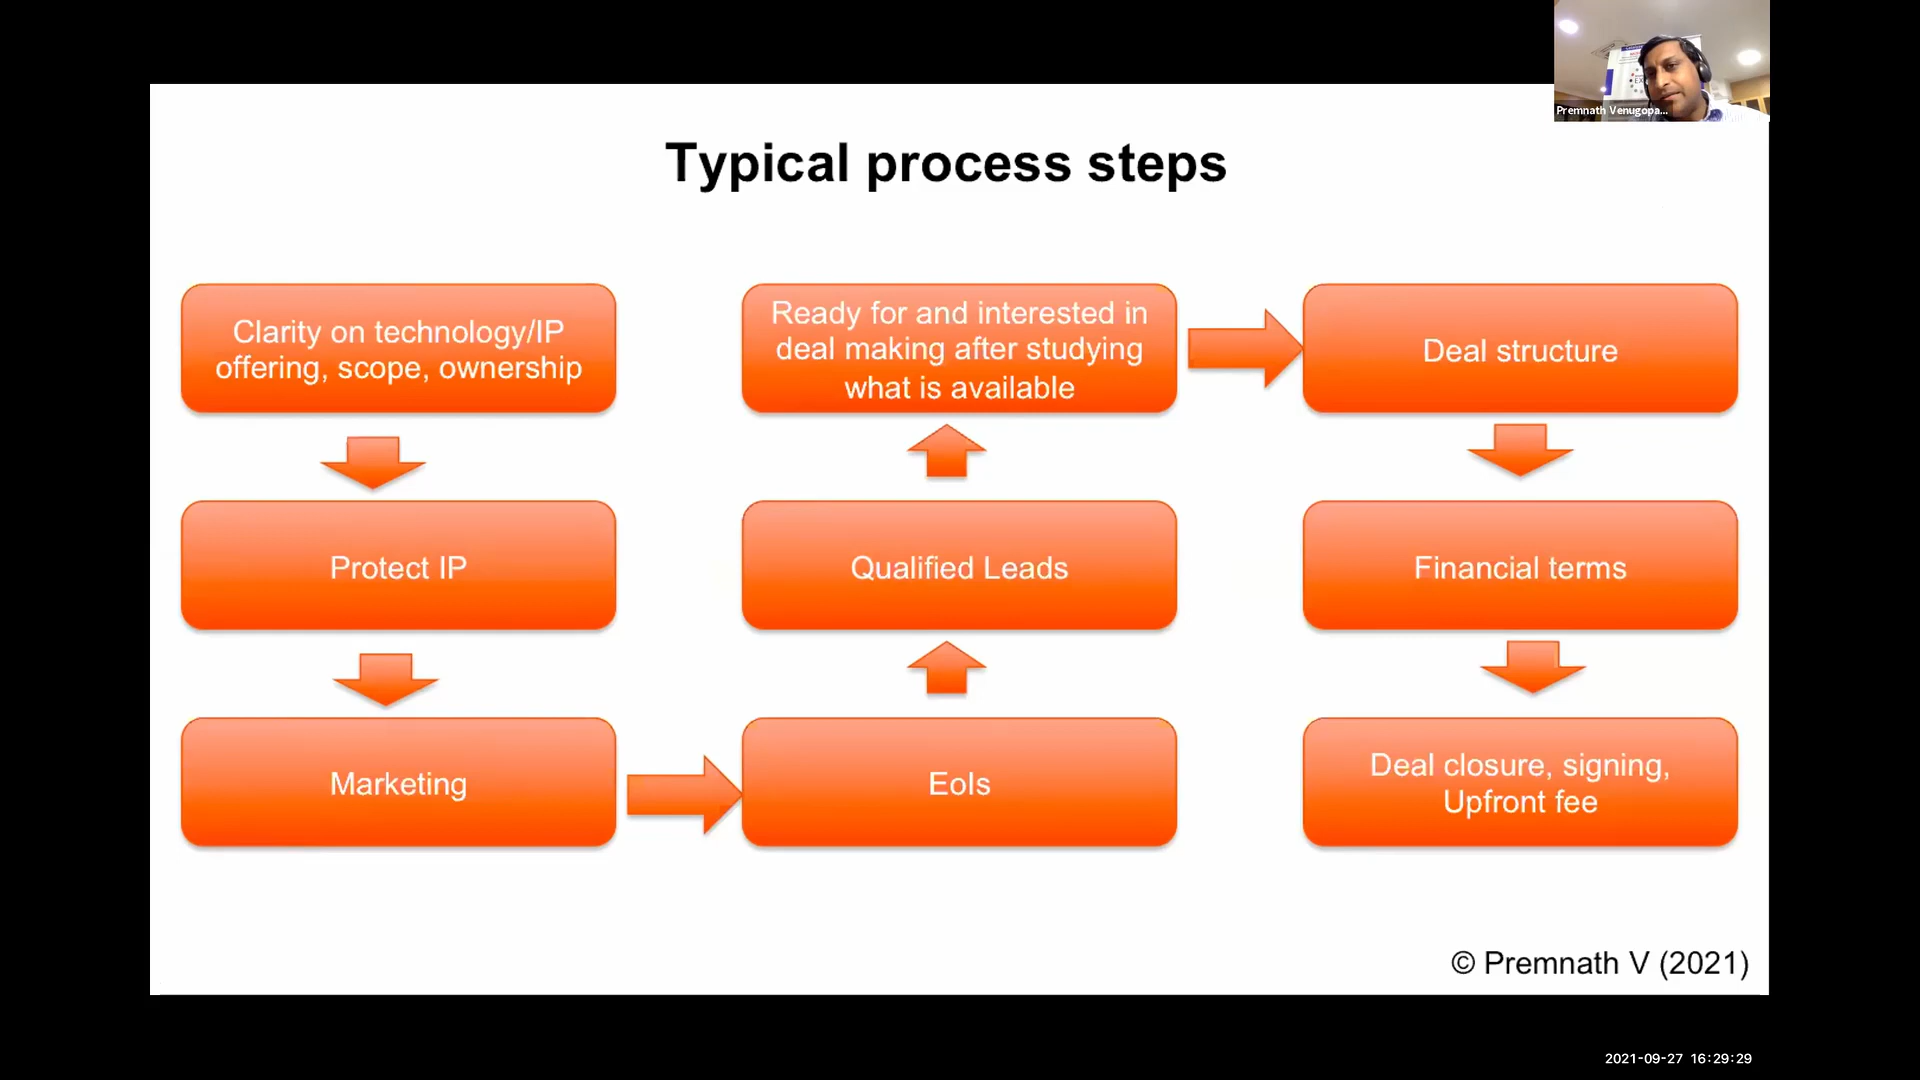 Premnath Venugopa...
Typical process steps
Clarity on technology/IP
offering, scope, ownership
Protect IP
Marketing
EoIs
Qualified Leads
Ready for and interested in
deal making after studying
what is available
Deal structure
Financial terms
Deal closure, signing,
Upfront fee
© Premnath V (2021)
2021-09-27 16:29:29